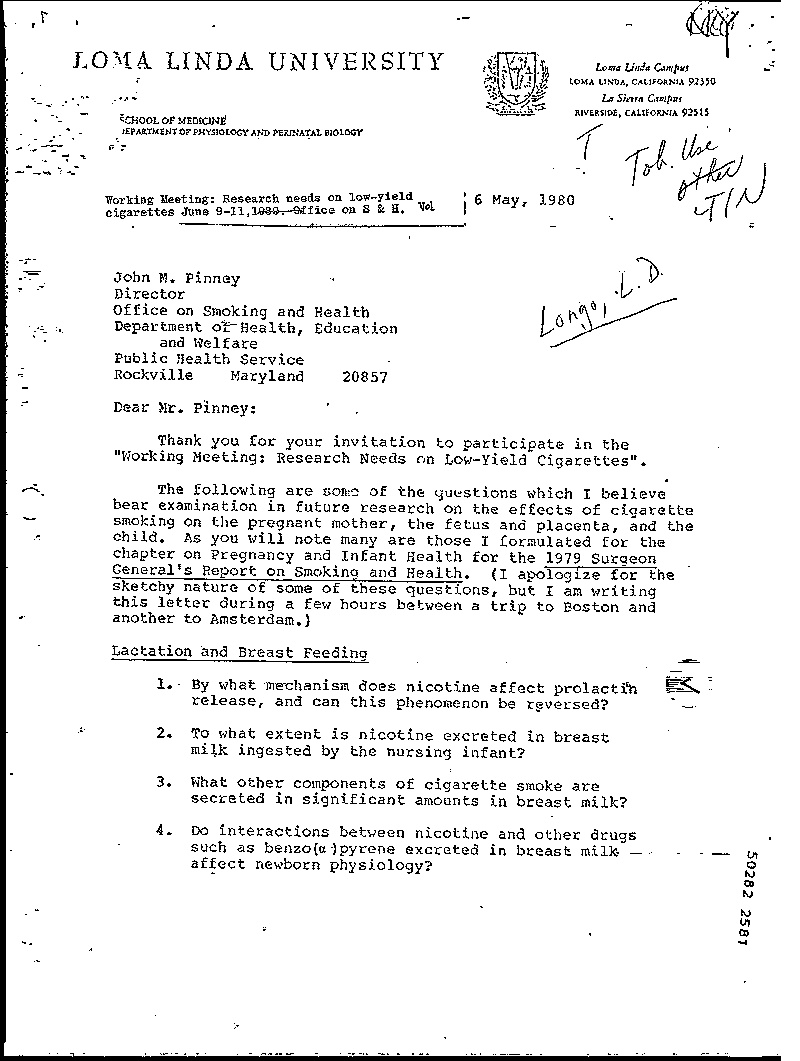 LOMA LINDA UNIVERSITY
Loma Linda Campus
LOMA LINDA, CALIFORNIA 92350
La Sierra Campus
RIVERSIDE, CALIFORNIA 92515
SCHOOL OF MEDICINE
DEPARTMENT OF PHYSIOLOGY AND PERINATAL BIOLOGY
T
Tob. Use
other
T/N
Working Meeting: Research needs on low-yield
cigarettes June 9-11, 1980. Office on S & H. Vol
6 May, 1980
Longo, L.D.
John M. Pinney
Director
Office on Smoking and Health
Department of Health, Education
and Welfare
Public Health Service
Rockville Maryland 20857
Dear Mr. Pinney:
Thank you for your invitation to participate in the
"Working Meeting: Research Needs on Low-Yield Cigarettes".
The following are some of the questions which I believe
bear examination in future research on the effects of cigarette
smoking on the pregnant mother, the fetus and placenta, and the
child. As you will note many are those I formulated for the
chapter on Pregnancy and Infant Health for the 1979 Surgeon
General's Report on Smoking and Health. (I apologize for the
sketchy nature of some of these questions, but I am writing
this letter during a few hours between a trip to Boston and
another to Amsterdam.)
Lactation and Breast Feeding
1. By what mechanism does nicotine affect prolactin
release, and can this phenomenon be reversed?
2. To what extent is nicotine excreted in breast
milk ingested by the nursing infant?
3. What other components of cigarette smoke are
secreted in significant amounts in breast milk?
4. Do interactions between nicotine and other drugs
such as benzo(α)pyrene excreted in breast milk
affect newborn physiology?
50282 2581